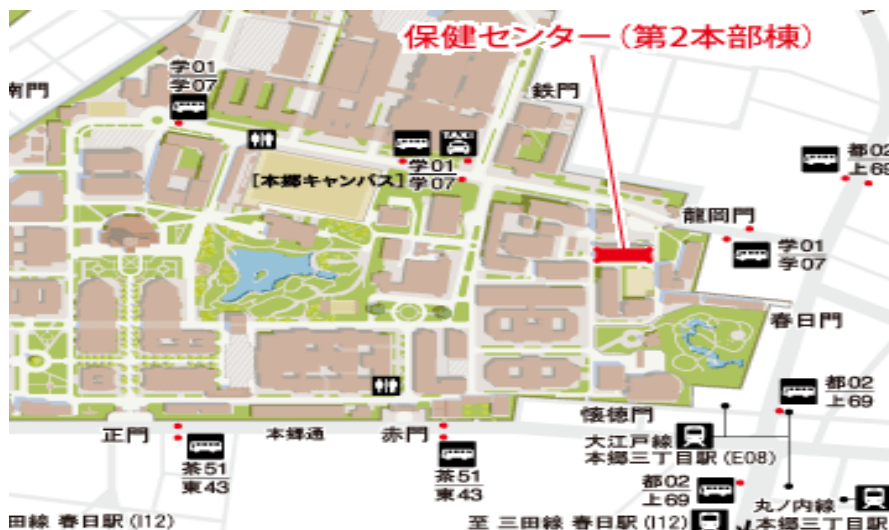 保健センター（第2本部棟）
学01
学07
南門
鉄門
TAXI
学01
学07
[本郷キャンパス]
都02
上69
龍岡門
学01
学07
春日門
都02
上69
懐徳門
正門
本郷通
赤門
茶51
東43
茶51
東43
大江戸線
本郷三丁目駅(E08)
都02
上69
丸ノ内線
本郷三丁目駅
田線 春日駅(I12)
至 三田線 春日駅(I12)